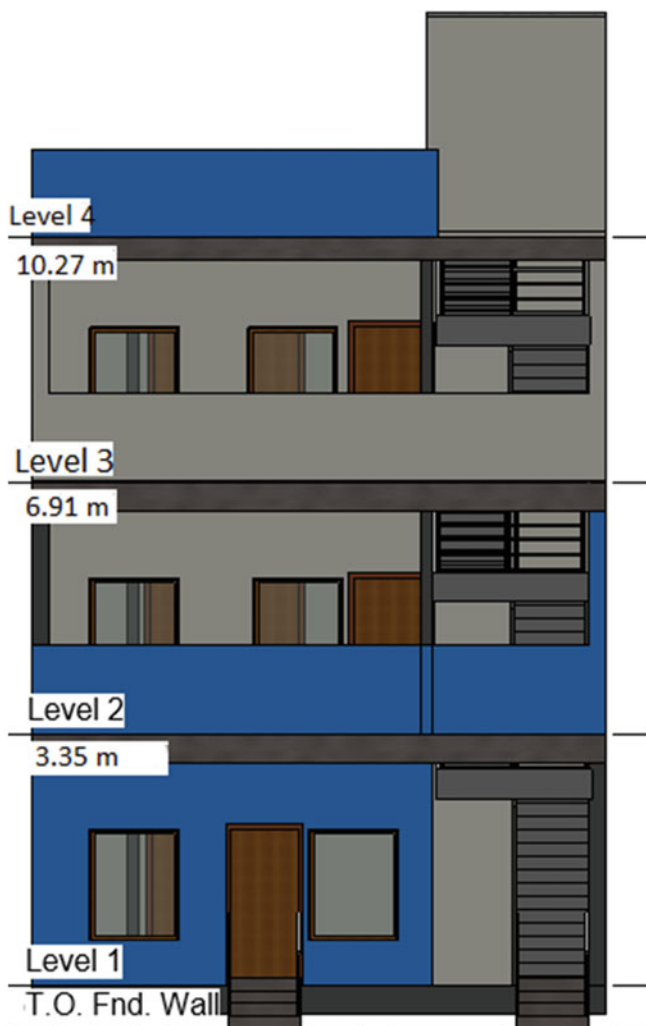 Level 4
10.27 m
Level 3
6.91 m
Level 2
3.35 m
Level 1
T.O. Fnd. Wall